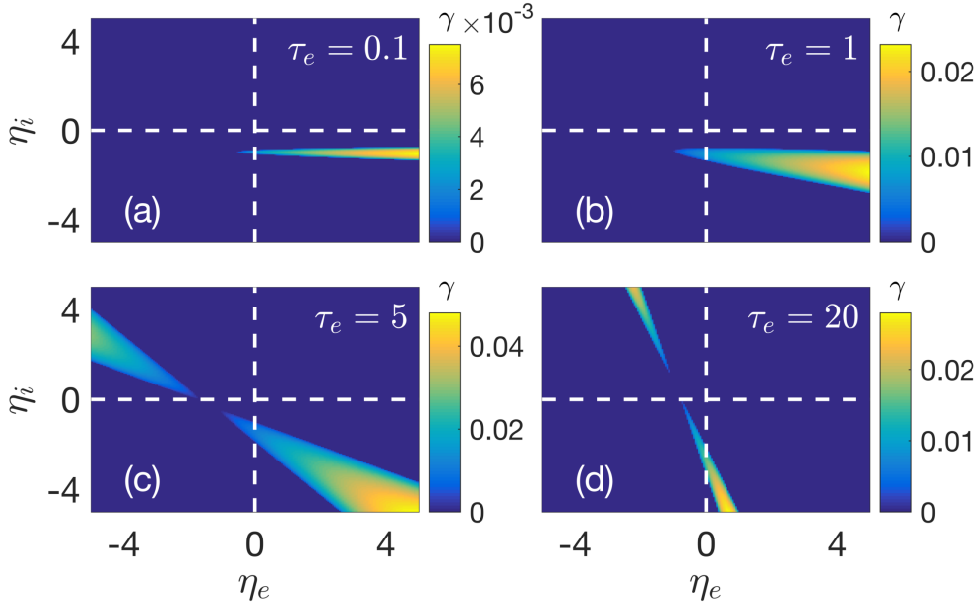 γ ×10⁻³ γ
4 τₑ = 0.1 6 τₑ = 1 0.02
ηᵢ 0 4 0.01
-4 (a) 2 (b)
0 0
γ γ
4 τₑ = 5 0.04 τₑ = 20 0.02
ηᵢ 0 0.02 0.01
-4 (c) (d)
0 0
-4 0 4 -4 0 4
ηₑ ηₑ